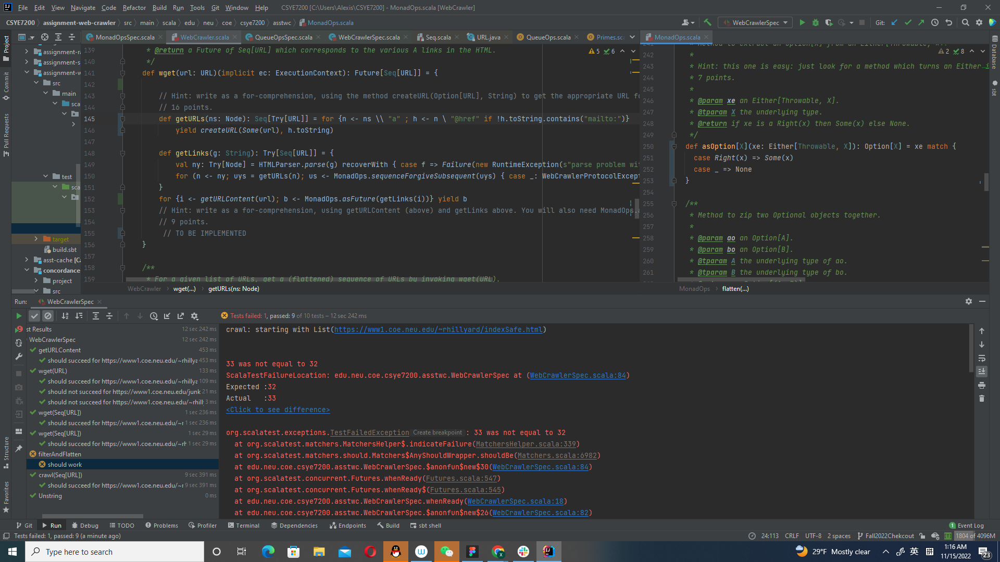 File Edit View Navigate Code Refactor Build Run Tools Git Window Help CSYE7200 [C:\Users\Alexis\CSYE7200] - MonadOps.scala [WebCrawler]
CSYE7200 assignment-web-crawler src main scala edu neu coe csye7200 asstwc MonadOps.scala
WebCrawlerSpec Git:
MonadOpsSpec.scala WebCrawler.scala QueueOpsSpec.scala WebCrawlerSpec.scala Seq.scala URL.java QueueOps.scala Primes.sc MonadOps.scala
Project
Commit
Pull Requests
Structure
Favorites
Database
sbt
assignment-ra
assignment-s
assignment-w
src
main
sca
test
sca
target
build.sbt
asst-cache [Ca
concordance
project
src
139 * @return a Future of Seq[URL] which corresponds to the various A links in the HTML.
140 */
141 def wget(url: URL)(implicit ec: ExecutionContext): Future[Seq[URL]] = {
142
143 // Hint: write as a for-comprehension, using the method createURL(Option[URL], String) to get the appropriate URL fo
144 // 16 points.
145 def getURLs(ns: Node): Seq[Try[URL]] = for {n <- ns \\ "a" ; h <- n \ "@href" if !h.toString.contains("mailto:")}
146 yield createURL(Some(url), h.toString)
147
148 def getLinks(g: String): Try[Seq[URL]] = {
149 val ny: Try[Node] = HTMLParser.parse(g) recoverWith { case f => Failure(new RuntimeException(s"parse problem wi
150 for (n <- ny; uys = getURLs(n); us <- MonadOps.sequenceForgiveSubsequent(uys) { case _: WebCrawlerProtocolExcept
151 }
152 for {i <- getURLContent(url); b <- MonadOps.asFuture(getLinks(i))} yield b
153 // Hint: write as a for-comprehension, using getURLContent (above) and getLinks above. You will also need MonadOps.a
154 // 9 points.
155 // TO BE IMPLEMENTED
156 }
157
158 /**
159 * For a given list of URLs, get a (flattened) sequence of URLs by invoking wget(URL).
5 6
WebCrawler wget(...) getURLs(ns: Node)
2 8
242 *
243 * Hint: this one is easy: just look for a method which turns an Either i
244 * 7 points.
245 *
246 * @param xe an Either[Throwable, X].
247 * @tparam X the underlying type.
248 * @return if xe is a Right(x) then Some(x) else None.
249 */
250 def asOption[X](xe: Either[Throwable, X]): Option[X] = xe match {
251 case Right(x) => Some(x)
252 case _ => None
253 }
254
255 /**
256 * Method to zip two Optional objects together.
257 *
258 * @param ao an Option[A].
259 * @param bo an Option[B].
260 * @tparam A the underlying type of ao.
261 * @tparam B the underlying type of bo.
MonadOps flatten(...)
Run: WebCrawlerSpec
Tests failed: 1, passed: 9 of 10 tests – 12 sec 242 ms
st Results 12 sec 242 ms
WebCrawlerSpec 12 sec 242 ms
getURLContent 453 ms
should succeed for https://www1.coe.neu.edu/~rhillya 453 ms
wget(URL) 133 ms
should succeed for https://www1.coe.neu.edu/~rhillya 109 ms
should not succeed for https://www1.coe.neu.edu/junk 21 ms
should not succeed for https://www1.coe.neu.edu/~rhill 3 ms
wget(Seq[URL]) 1 sec 236 ms
should succeed for https://www1.coe.neu.edu/~r 1 sec 236 ms
wget(Seq[URL]) 1 sec 29 ms
should succeed for https://www1.coe.neu.edu/~rh 1 sec 29 ms
filterAndFlatten
should work
crawl(Seq[URL]) 9 sec 391 ms
should succeed for https://www1.coe.neu.edu/~r 9 sec 391 ms
Unstring 0 ms
crawl: starting with List(https://www1.coe.neu.edu/~rhillyard/indexSafe.html)
33 was not equal to 32
ScalaTestFailureLocation: edu.neu.coe.csye7200.asstwc.WebCrawlerSpec at (WebCrawlerSpec.scala:84)
Expected :32
Actual   :33
<Click to see difference>
org.scalatest.exceptions.TestFailedException Create breakpoint : 33 was not equal to 32
at org.scalatest.matchers.MatchersHelper$.indicateFailure(MatchersHelper.scala:339)
at org.scalatest.matchers.should.Matchers$AnyShouldWrapper.shouldBe(Matchers.scala:6982)
at edu.neu.coe.csye7200.asstwc.WebCrawlerSpec.$anonfun$new$30(WebCrawlerSpec.scala:84)
at org.scalatest.concurrent.Futures.whenReady(Futures.scala:547)
at org.scalatest.concurrent.Futures.whenReady$(Futures.scala:545)
at edu.neu.coe.csye7200.asstwc.WebCrawlerSpec.whenReady(WebCrawlerSpec.scala:18)
at edu.neu.coe.csye7200.asstwc.WebCrawlerSpec.$anonfun$new$26(WebCrawlerSpec.scala:82)
Git Run Debug TODO Problems Profiler Terminal Dependencies Endpoints Build sbt shell 1 Event Log
Tests failed: 1, passed: 9 (a minute ago) 24:113 CRLF UTF-8 2 spaces Fall2022Chekcout 1804 of 4096M
Type here to search 29°F Mostly clear 英 拼 1:16 AM
11/15/2022 23